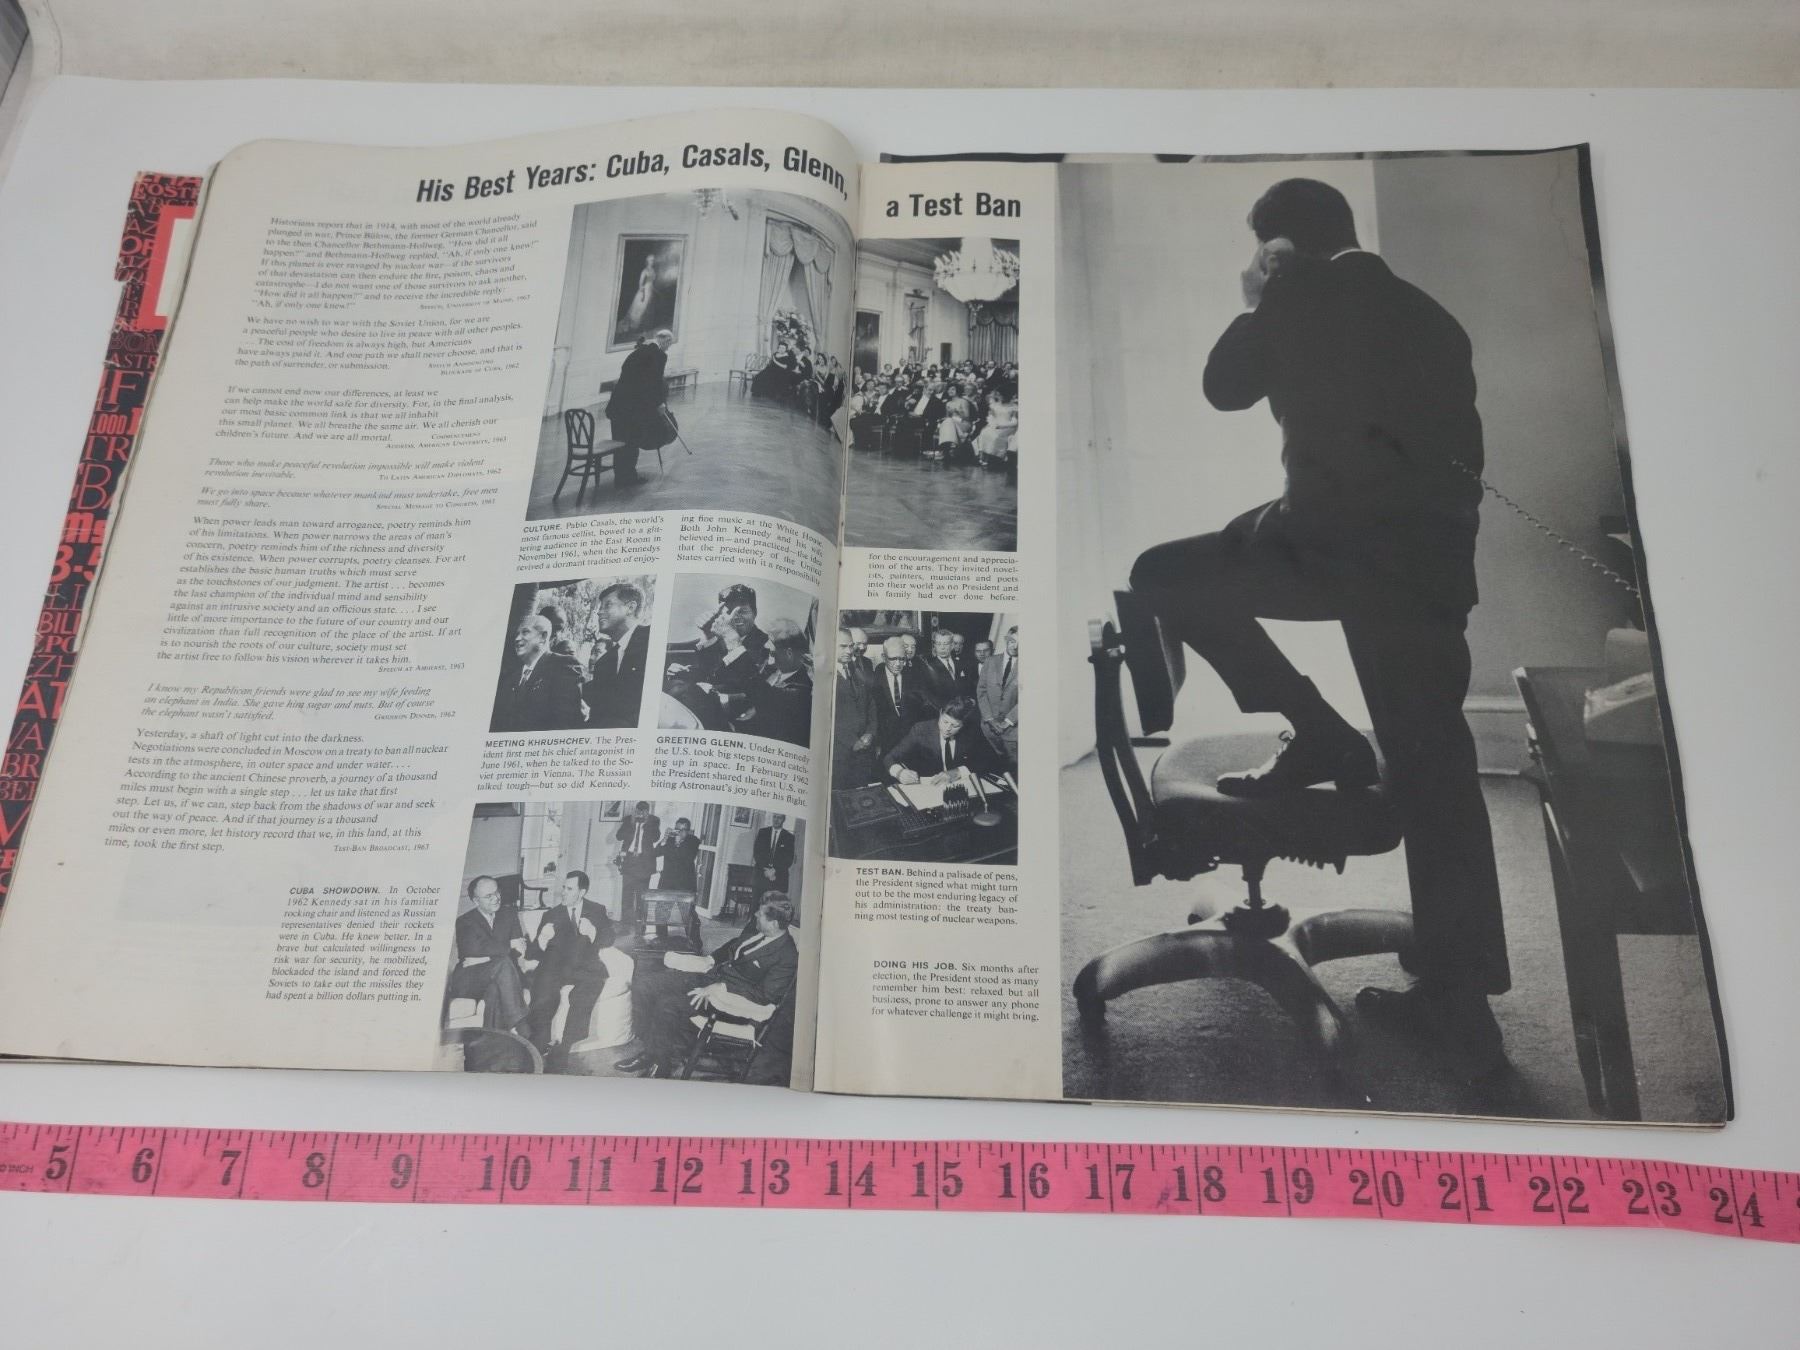 His Best Years: Cuba, Casals, Glenn,
a Test Ban
Historians report that in 1914, with most of the world already
plunged in war, Prince Bülow, the former German Chancellor, said
to the then Chancellor Bethmann-Hollweg, "How did it all
happen?" and Bethmann-Hollweg replied, "Ah, if only one knew!"
If this planet is ever ravaged by nuclear war—if the survivors
of that devastation can then endure the fire, poison, chaos and
catastrophe—I do not want one of those survivors to ask another,
"How did it all happen?" and to receive the incredible reply:
"Ah, if only one knew!" SPEECH, UNIVERSITY OF MAINE, 1963
We have no wish to war with the Soviet Union, for we are
a peaceful people who desire to live in peace with all other peoples.
. . . The cost of freedom is always high, but Americans
have always paid it. And one path we shall never choose, and that is
the path of surrender, or submission. SPEECH ANNOUNCING
BLOCKADE OF CUBA, 1962
If we cannot end now our differences, at least we
can help make the world safe for diversity. For, in the final analysis,
our most basic common link is that we all inhabit
this small planet. We all breathe the same air. We all cherish our
children's future. And we are all mortal. COMMENCEMENT
ADDRESS, AMERICAN UNIVERSITY, 1963
Those who make peaceful revolution impossible will make violent
revolution inevitable. TO LATIN AMERICAN DIPLOMATS, 1962
We go into space because whatever mankind must undertake, free men
must fully share. SPECIAL MESSAGE TO CONGRESS, 1961
When power leads man toward arrogance, poetry reminds him
of his limitations. When power narrows the areas of man's
concern, poetry reminds him of the richness and diversity
of his existence. When power corrupts, poetry cleanses. For art
establishes the basic human truths which must serve
as the touchstones of our judgment. The artist . . . becomes
the last champion of the individual mind and sensibility
against an intrusive society and an officious state. . . . I see
little of more importance to the future of our country and our
civilization than full recognition of the place of the artist. If art
is to nourish the roots of our culture, society must set
the artist free to follow his vision wherever it takes him.
SPEECH AT AMHERST, 1963
I know my Republican friends were glad to see my wife feeding
an elephant in India. She gave him sugar and nuts. But of course
the elephant wasn't satisfied. GRIDIRON DINNER, 1962
Yesterday, a shaft of light cut into the darkness.
Negotiations were concluded in Moscow on a treaty to ban all nuclear
tests in the atmosphere, in outer space and under water. . . .
According to the ancient Chinese proverb, a journey of a thousand
miles must begin with a single step . . . let us take that first
step. Let us, if we can, step back from the shadows of war and seek
out the way of peace. And if that journey is a thousand
miles or even more, let history record that we, in this land, at this
time, took the first step. TEST-BAN BROADCAST, 1963
CUBA SHOWDOWN. In October
1962 Kennedy sat in his familiar
rocking chair and listened as Russian
representatives denied their rockets
were in Cuba. He knew better. In a
brave but calculated willingness to
risk war for security, he mobilized,
blockaded the island and forced the
Soviets to take out the missiles they
had spent a billion dollars putting in.
CULTURE. Pablo Casals, the world's
most famous cellist, bowed to a glit-
tering audience in the East Room in
November 1961, when the Kennedys
revived a dormant tradition of enjoy-
ing fine music at the White House.
Both John Kennedy and his wife
believed in—and practiced—the idea
that the presidency of the United
States carried with it a responsibility
for the encouragement and apprecia-
tion of the arts. They invited novel-
ists, painters, musicians and poets
into their world as no President and
his family had ever done before.
MEETING KHRUSHCHEV. The Pres-
ident first met his chief antagonist in
June 1961, when he talked to the So-
viet premier in Vienna. The Russian
talked tough—but so did Kennedy.
GREETING GLENN. Under Kennedy
the U.S. took big steps toward catch-
ing up in space. In February 1962
the President shared the first U.S. or-
biting Astronaut's joy after his flight.
TEST BAN. Behind a palisade of pens,
the President signed what might turn
out to be the most enduring legacy of
his administration: the treaty ban-
ning most testing of nuclear weapons.
DOING HIS JOB. Six months after
election, the President stood as many
remember him best: relaxed but all
business, prone to answer any phone
for whatever challenge it might bring.
INCH 5 6 7 8 9 10 11 12 13 14 15 16 17 18 19 20 21 22 23 24